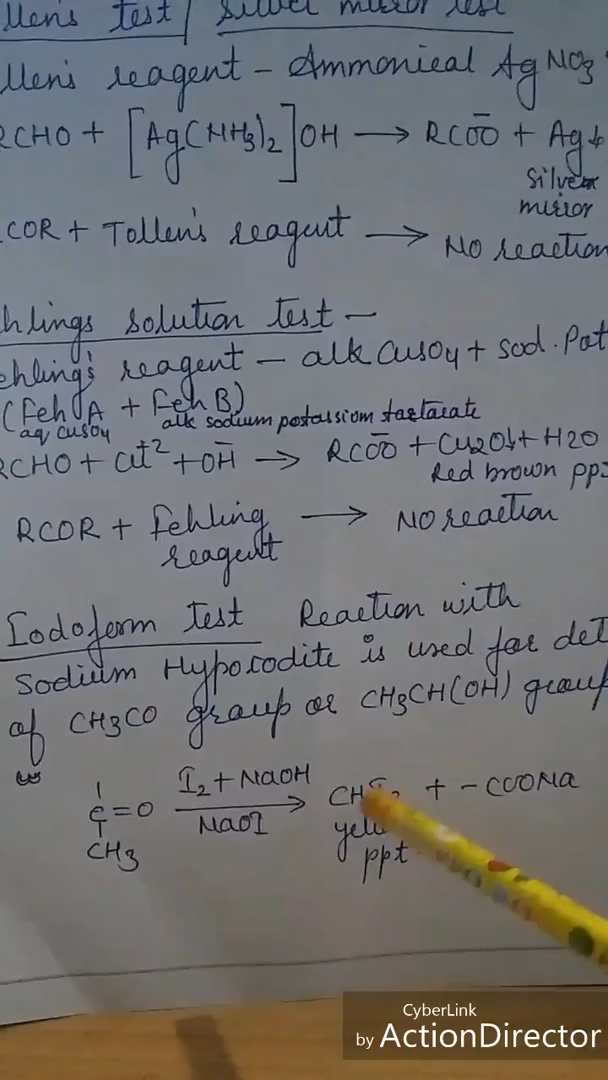 llen's test / Silver mirror test
llen's reagent - Ammonical AgNO3
RCHO + [Ag(NH3)2]OH → RCOO̅ + Ag↓
Silver
mirror
COR + Tollen's reagent → No reaction
hlings solution test -
ehling's reagent - alk CuSO4 + Sod. Pot
(Feh A + Feh B)
aq CuSO4 alk sodium potassiom tartarate
RCHO + Cu+2 + OH̅ → RCOO̅ + Cu2O↓ + H2O
Red brown ppt
RCOR + Fehling → No reaction
reagent
Iodoform test Reaction with
Sodium Hypoiodite is used for det
of CH3CO group or CH3CH(OH) group
I2 + NaOH
C=O → CHI3 + -COONa
NaOI
CH3
ppt
CyberLink
by ActionDirector